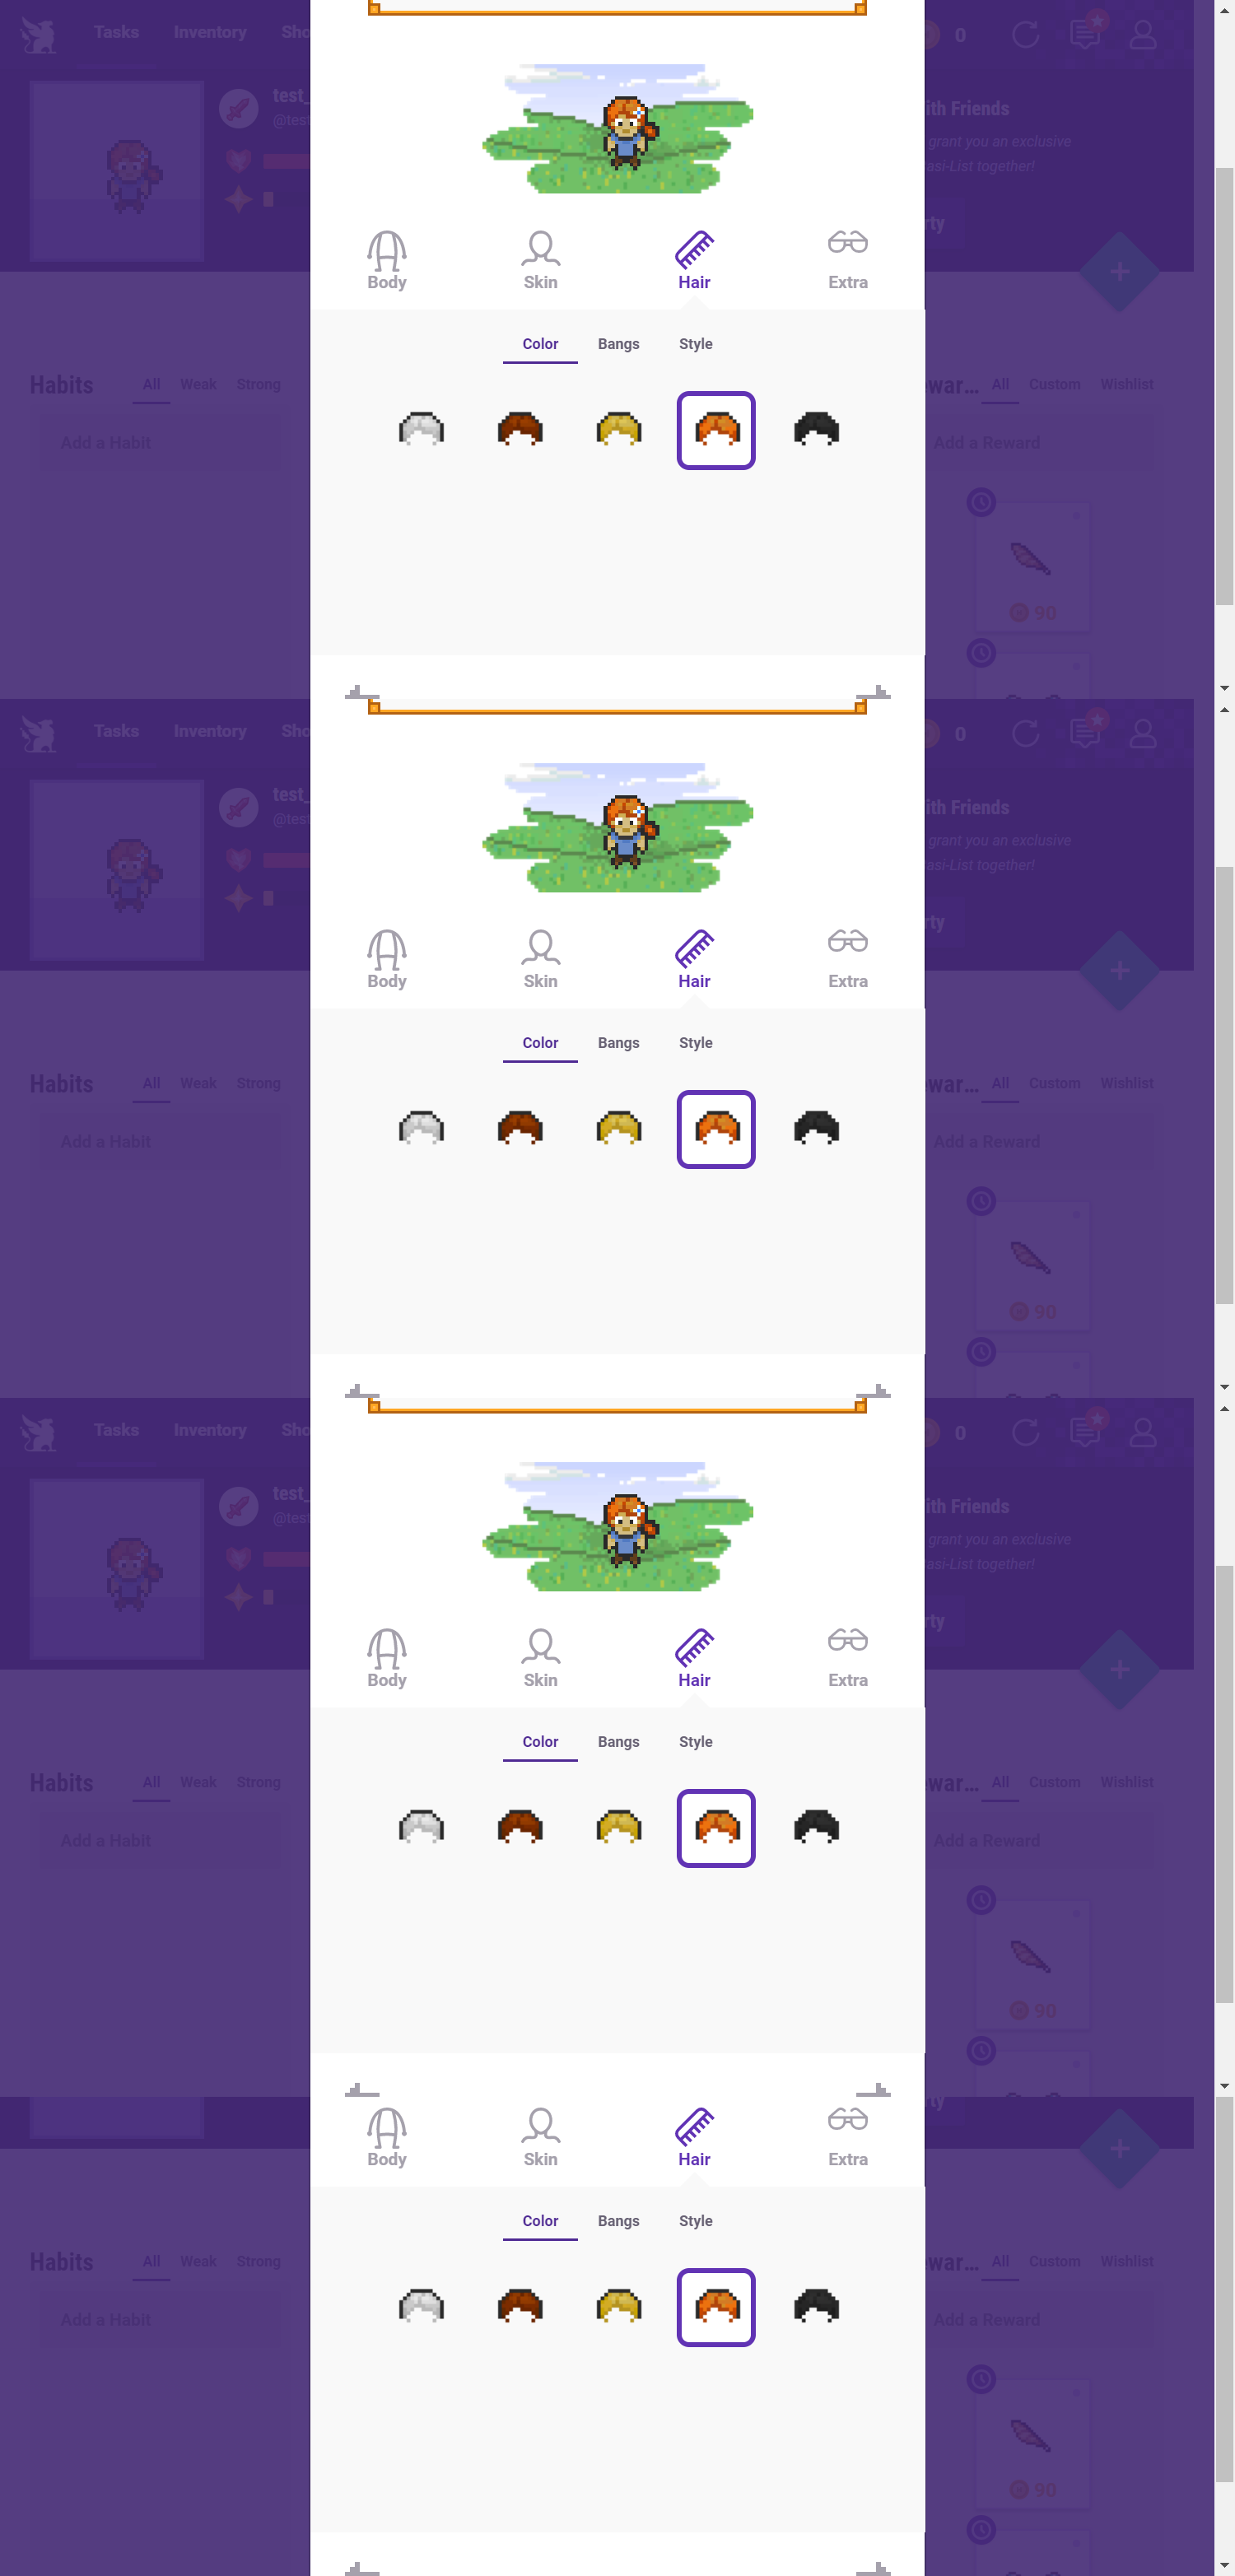 Tasks Inventory Sho 0
test_ ith Friends
@test grant you an exclusive
asi-List together!
rty
Body Skin Hair Extra
Color Bangs Style
Habits All Weak Strong ewar... All Custom Wishlist
Add a Habit Add a Reward
90
Tasks Inventory Sho 0
test_ ith Friends
@test grant you an exclusive
asi-List together!
rty
Body Skin Hair Extra
Color Bangs Style
Habits All Weak Strong ewar... All Custom Wishlist
Add a Habit Add a Reward
90
Tasks Inventory Sho 0
test_ ith Friends
@test grant you an exclusive
asi-List together!
rty
Body Skin Hair Extra
Color Bangs Style
Habits All Weak Strong ewar... All Custom Wishlist
Add a Habit Add a Reward
90
rty
Body Skin Hair Extra
Color Bangs Style
Habits All Weak Strong ewar... All Custom Wishlist
Add a Habit Add a Reward
90